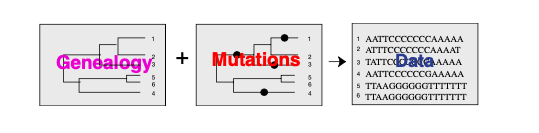 1
2
Genealogy
3
5
6
4
+
1
2
Mutations
3
5
6
4
1 AATTCCCCCCCAAAAA
2 ATTTCCCCCCCAAAAT
3
Data
4 AATTCCCCCCGAAAAA
5 TTAAGGGGGGTTTTTTT
6 TTAAGGGGGGTTTTTTT